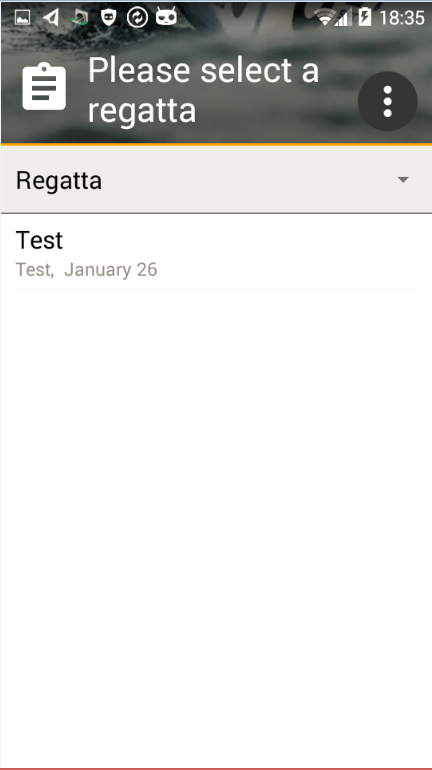 18:35
Please select a
regatta
Regatta
Test
Test,  January 26